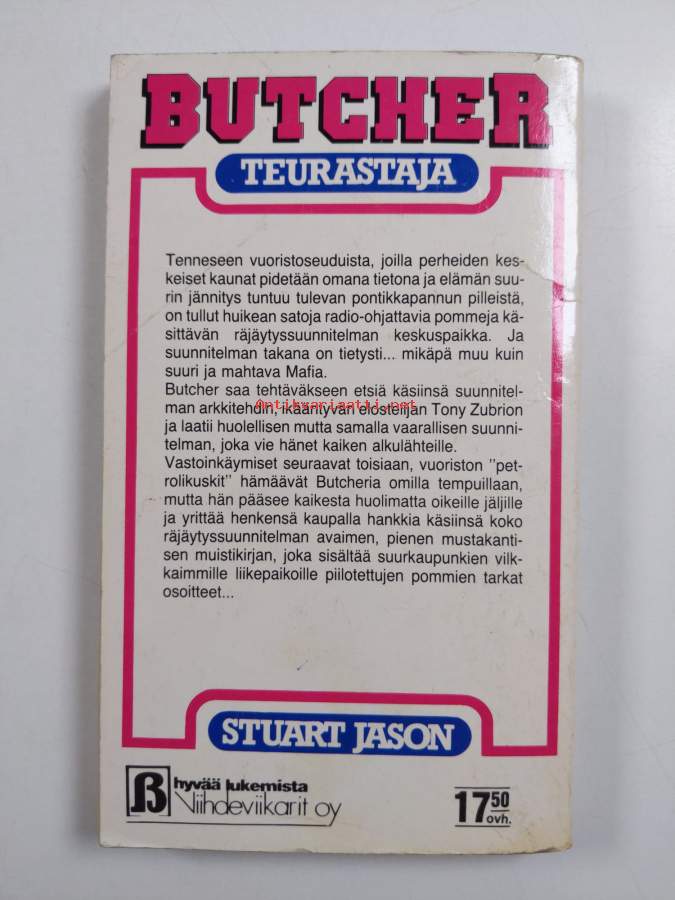 BUTCHER
TEURASTAJA
Tenneseen vuoristoseuduista, joilla perheiden kes-
keiset kaunat pidetään omana tietona ja elämän suu-
rin jännitys tuntuu tulevan pontikkapannun pilleistä,
on tullut huikean satoja radio-ohjattavia pommeja kä-
sittävän räjäytyssuunnitelman keskuspaikka. Ja
suunnitelman takana on tietysti... mikäpä muu kuin
suuri ja mahtava Mafia.
Butcher saa tehtäväkseen etsiä käsiinsä suunnitel-
man arkkitehdin, ikääntyvän elostelijan Tony Zubrion
Antikvariaatti.net
ja laatii huolellisen mutta samalla vaarallisen suunni-
telman, joka vie hänet kaiken alkulähteille.
Vastoinkäymiset seuraavat toisiaan, vuoriston "pet-
rolikuskit" hämäävät Butcheria omilla tempuillaan,
mutta hän pääsee kaikesta huolimatta oikeille jäljille
ja yrittää henkensä kaupalla hankkia käsiinsä koko
räjäytyssuunnitelman avaimen, pienen mustakanti-
sen muistikirjan, joka sisältää suurkaupunkien vilk-
kaimmille liikepaikoille piilotettujen pommien tarkat
osoitteet...
STUART JASON
hyvää lukemista
Viihdeviikarit oy
17 50
ovh.